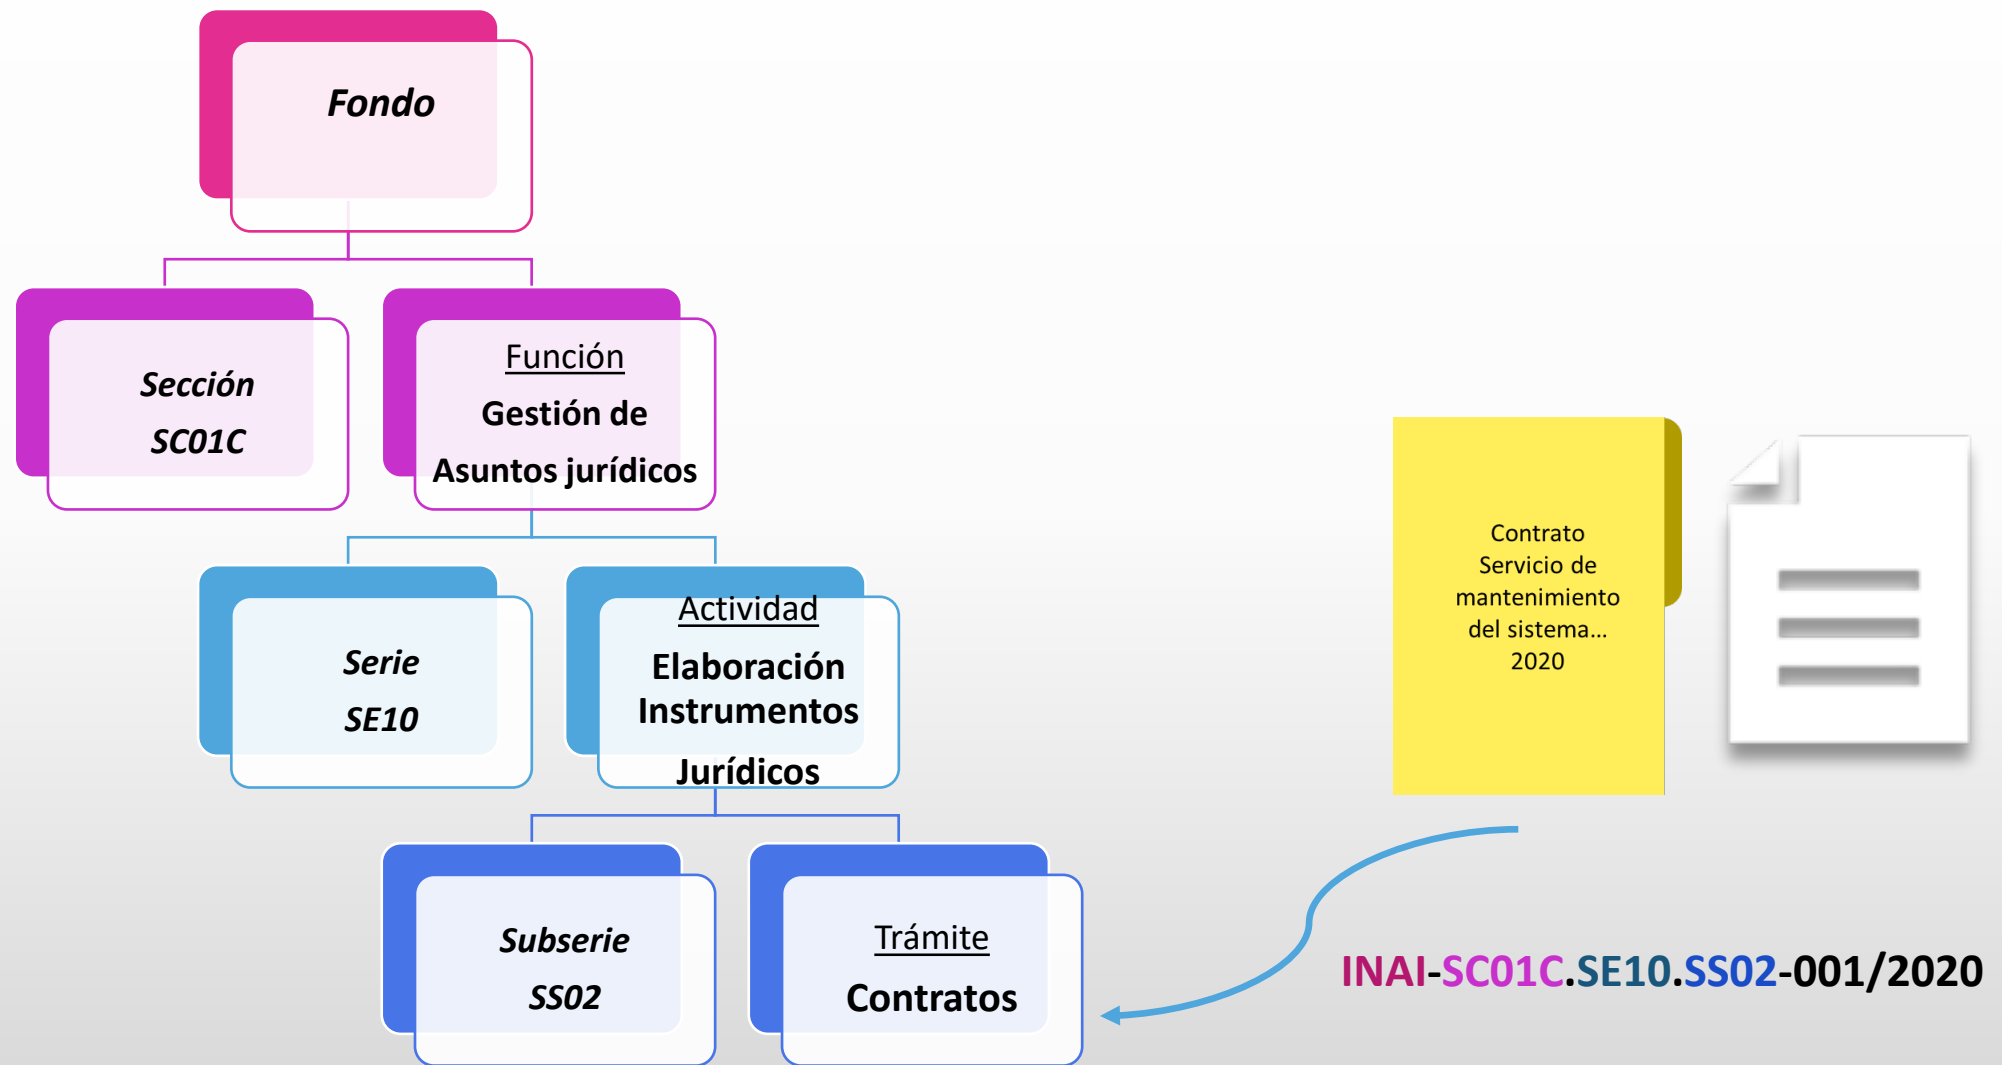 Fondo
Sección
SC01C
Función
Gestión de
Asuntos jurídicos
Serie
SE10
Actividad
Elaboración
Instrumentos
Jurídicos
Subserie
SS02
Trámite
Contratos
Contrato
Servicio de
mantenimiento
del sistema...
2020
INAI-SC01C.SE10.SS02-001/2020